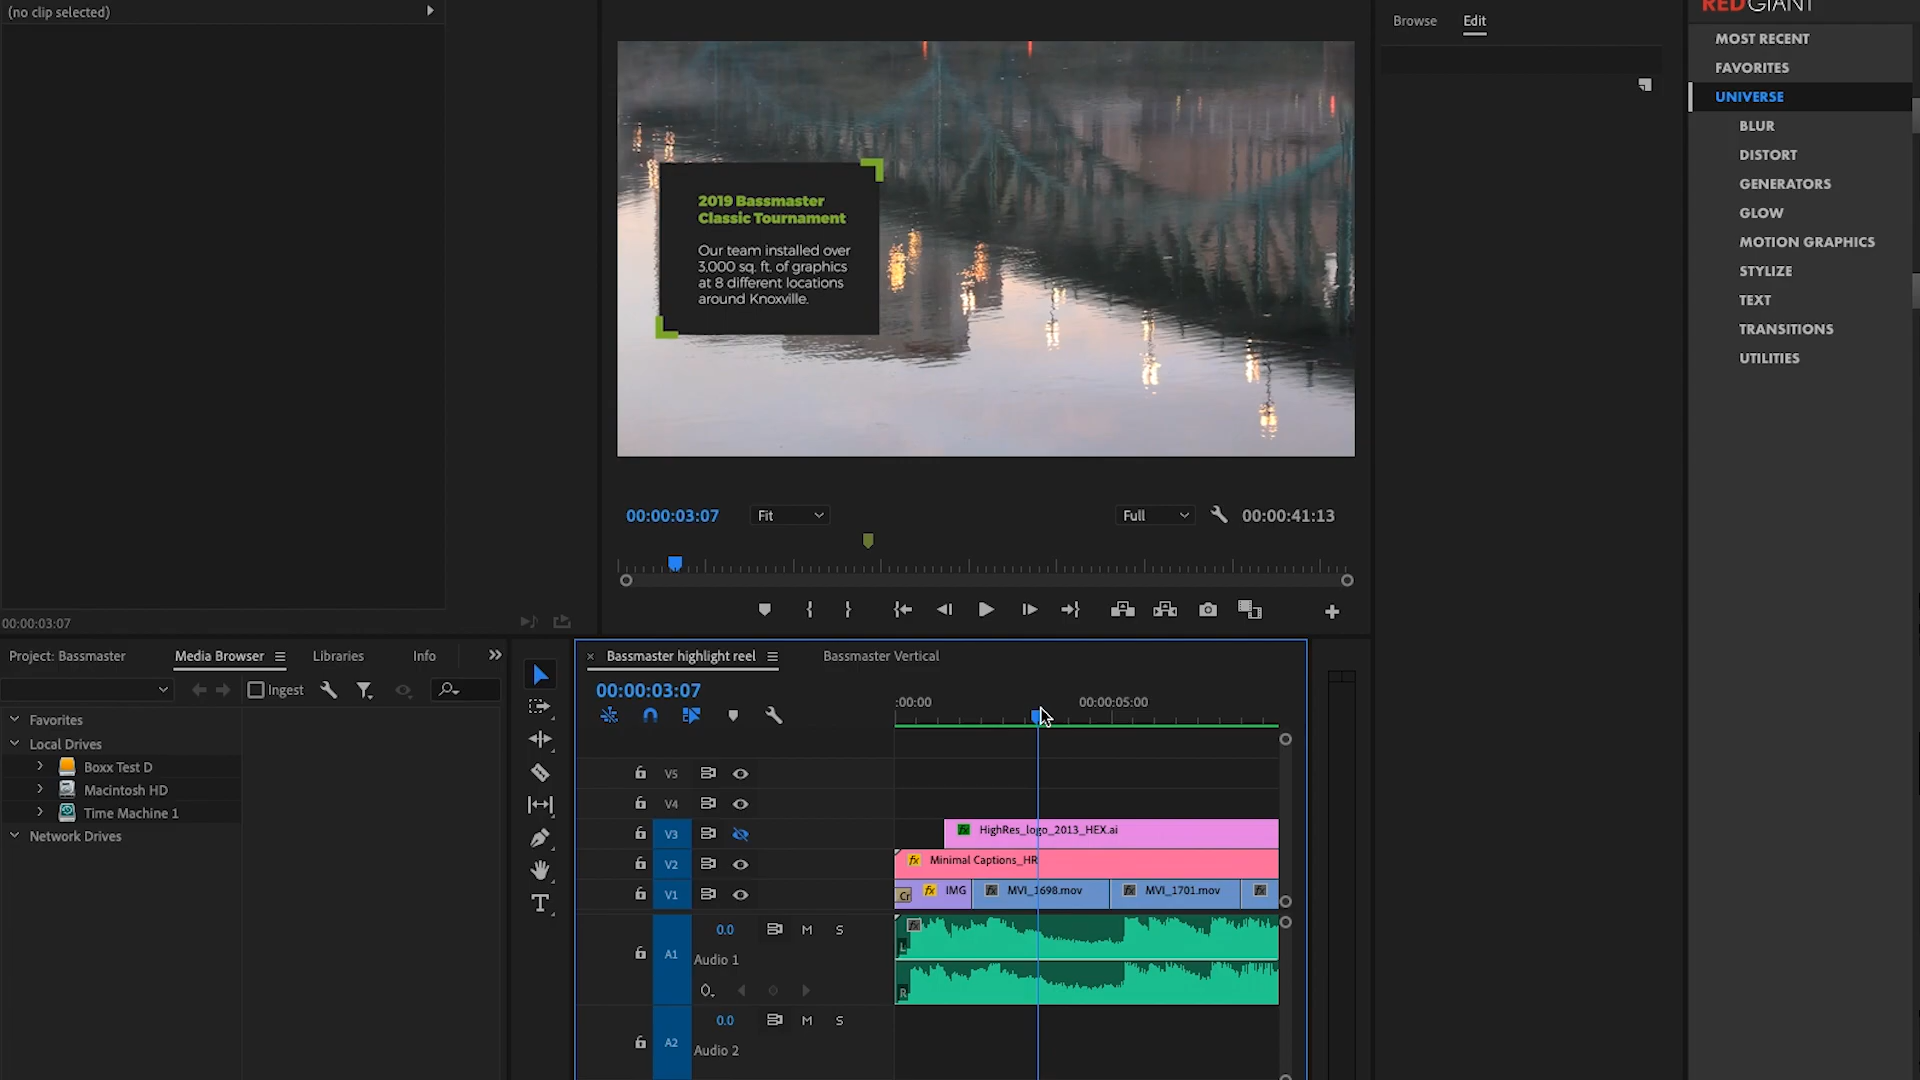 (no clip selected)
Browse
Edit
REDGIANT
MOST RECENT
FAVORITES
UNIVERSE
BLUR
DISTORT
GENERATORS
GLOW
MOTION GRAPHICS
STYLIZE
TEXT
TRANSITIONS
UTILITIES
2019 Bassmaster
Classic Tournament
Our team installed over
3,000 sq. ft. of graphics
at 8 different locations
around Knoxville.
00:00:03:07
Fit
Full
00:00:41:13
00:00:03:07
Project: Bassmaster
Media Browser
Libraries
Info
Ingest
Favorites
Local Drives
Boxx Test D
Macintosh HD
Time Machine 1
Network Drives
Bassmaster highlight reel
Bassmaster Vertical
00:00:03:07
:00:00
00:00:05:00
V5
V4
V3
HighRes_logo_2013_HEX.ai
V2
fx Minimal Captions_HR
V1
Cr
fx IMG
MVI_1698.mov
MVI_1701.mov
A1
0.0
M
S
Audio 1
L
R
A2
0.0
M
S
Audio 2